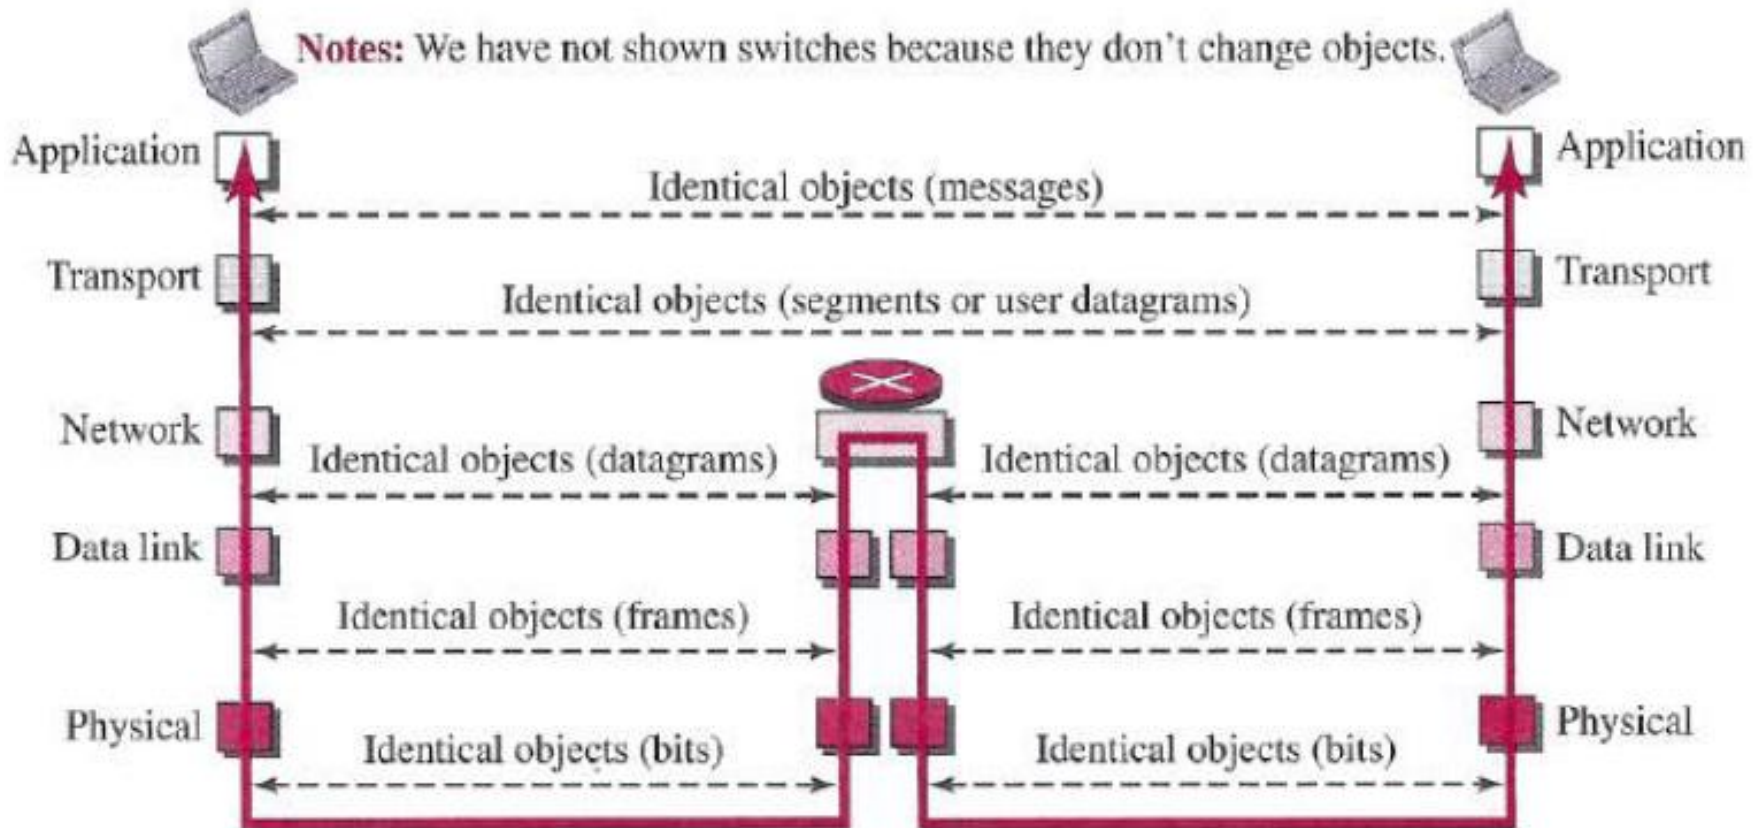 Notes: We have not shown switches because they don't change objects.
Application
Application
Identical objects (messages)
Transport
Transport
Identical objects (segments or user datagrams)
Network
Network
Identical objects (datagrams)
Identical objects (datagrams)
Data link
Data link
Identical objects (frames)
Identical objects (frames)
Physical
Physical
Identical objects (bits)
Identical objects (bits)